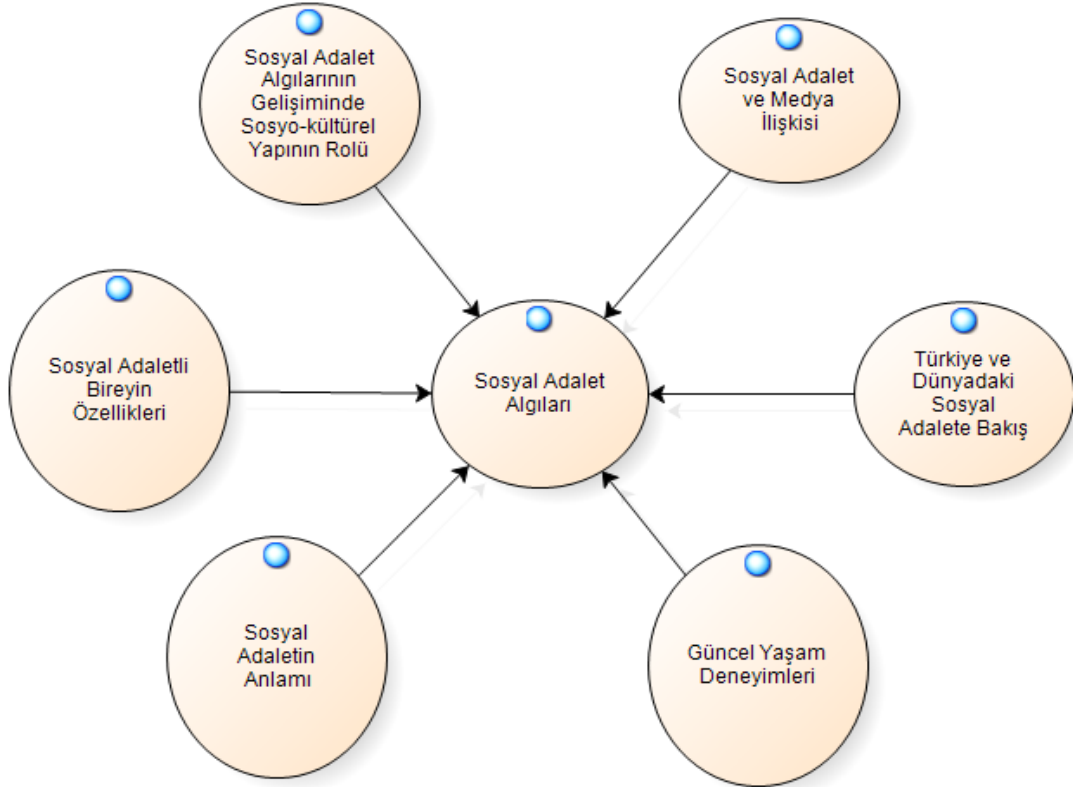 Sosyal Adalet
Algılarının
Gelişiminde
Sosyo-kültürel
Yapının Rolü
Sosyal Adalet
ve Medya
İlişkisi
Sosyal Adaletli
Bireyin
Özellikleri
Sosyal Adalet
Algıları
Türkiye ve
Dünyadaki
Sosyal
Adalete Bakış
Sosyal
Adaletin
Anlamı
Güncel Yaşam
Deneyimleri